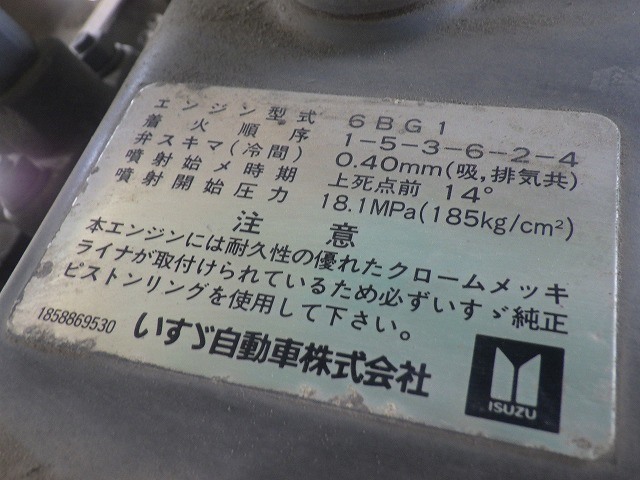 エンジン型式 6BG1
着火順序 1-5-3-6-2-4
弁スキマ(冷間) 0.40mm(吸,排気共)
噴射始メ時期 上死点前 14°
噴射開始圧力 18.1MPa(185kg/cm²)
注意
本エンジンには耐久性の優れたクロームメッキ
ライナが取付けられているため必ずいすゞ純正
ピストンリングを使用して下さい。
1858869530 いすゞ自動車株式会社
ISUZU